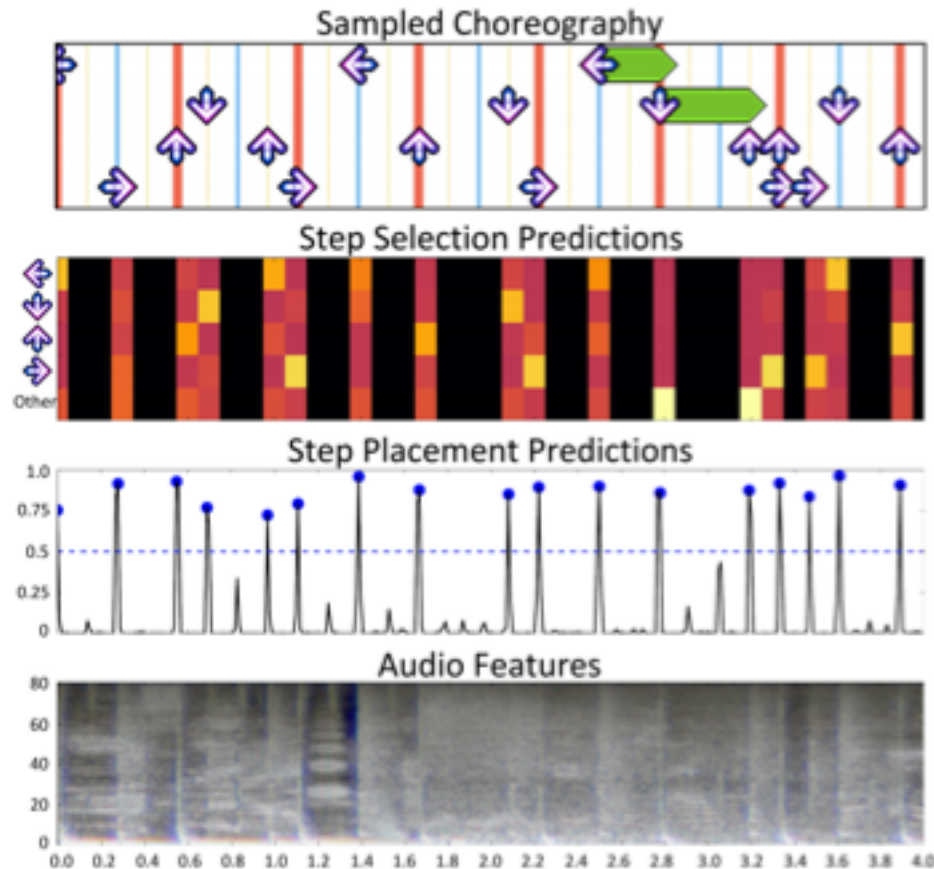 Sampled Choreography
Step Selection Predictions
Other
Step Placement Predictions
1.0
0.75
0.5
0.25
0
Audio Features
80
60
40
20
0
0.0 0.2 0.4 0.6 0.8 1.0 1.2 1.4 1.6 1.8 2.0 2.2 2.4 2.6 2.8 3.0 3.2 3.4 3.6 3.8 4.0